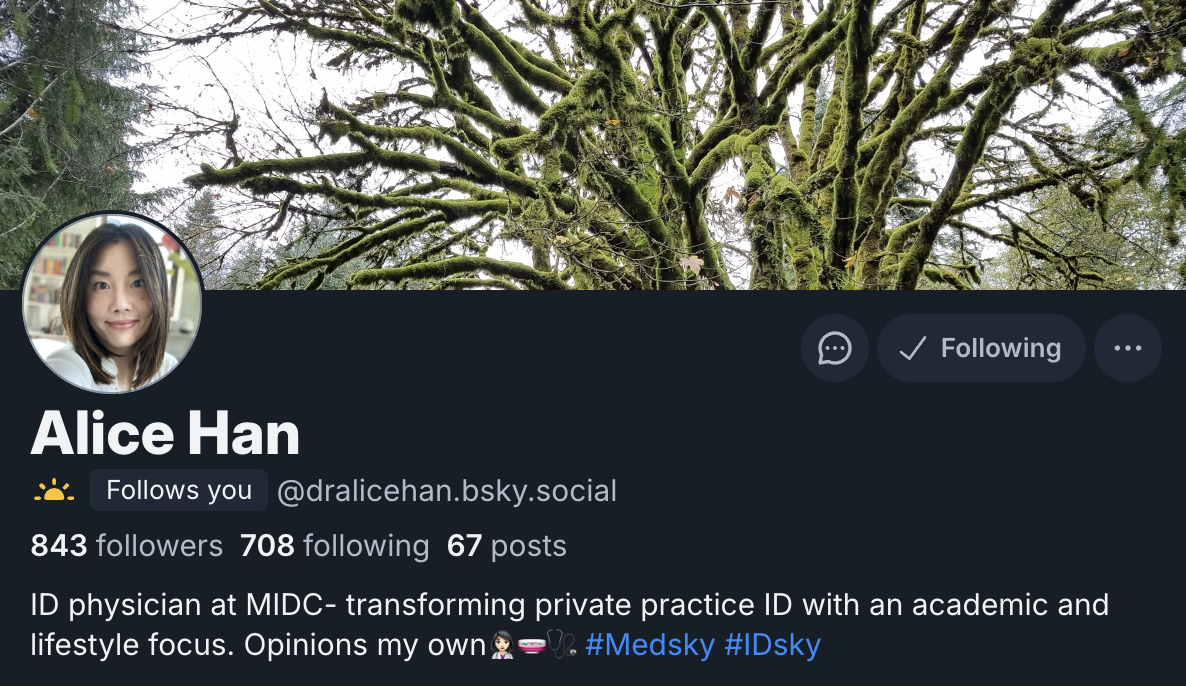 Following
Alice Han
Follows you @dralicehan.bsky.social
843 followers 708 following 67 posts
ID physician at MIDC- transforming private practice ID with an academic and
lifestyle focus. Opinions my own👩🏻‍⚕️🧫🩺 #Medsky #IDsky